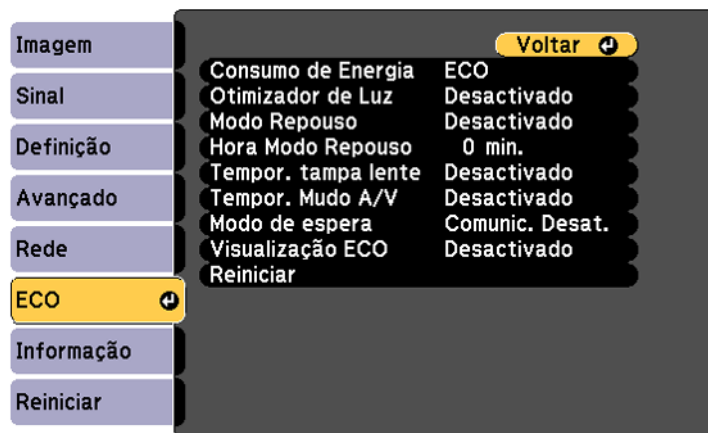 Imagem
Sinal
Definição
Avançado
Rede
ECO
Informação
Reiniciar
Voltar
Consumo de Energia ECO
Otimizador de Luz Desactivado
Modo Repouso Desactivado
Hora Modo Repouso 0 min.
Tempor. tampa lente Desactivado
Tempor. Mudo A/V Desactivado
Modo de espera Comunic. Desat.
Visualização ECO Desactivado
Reiniciar